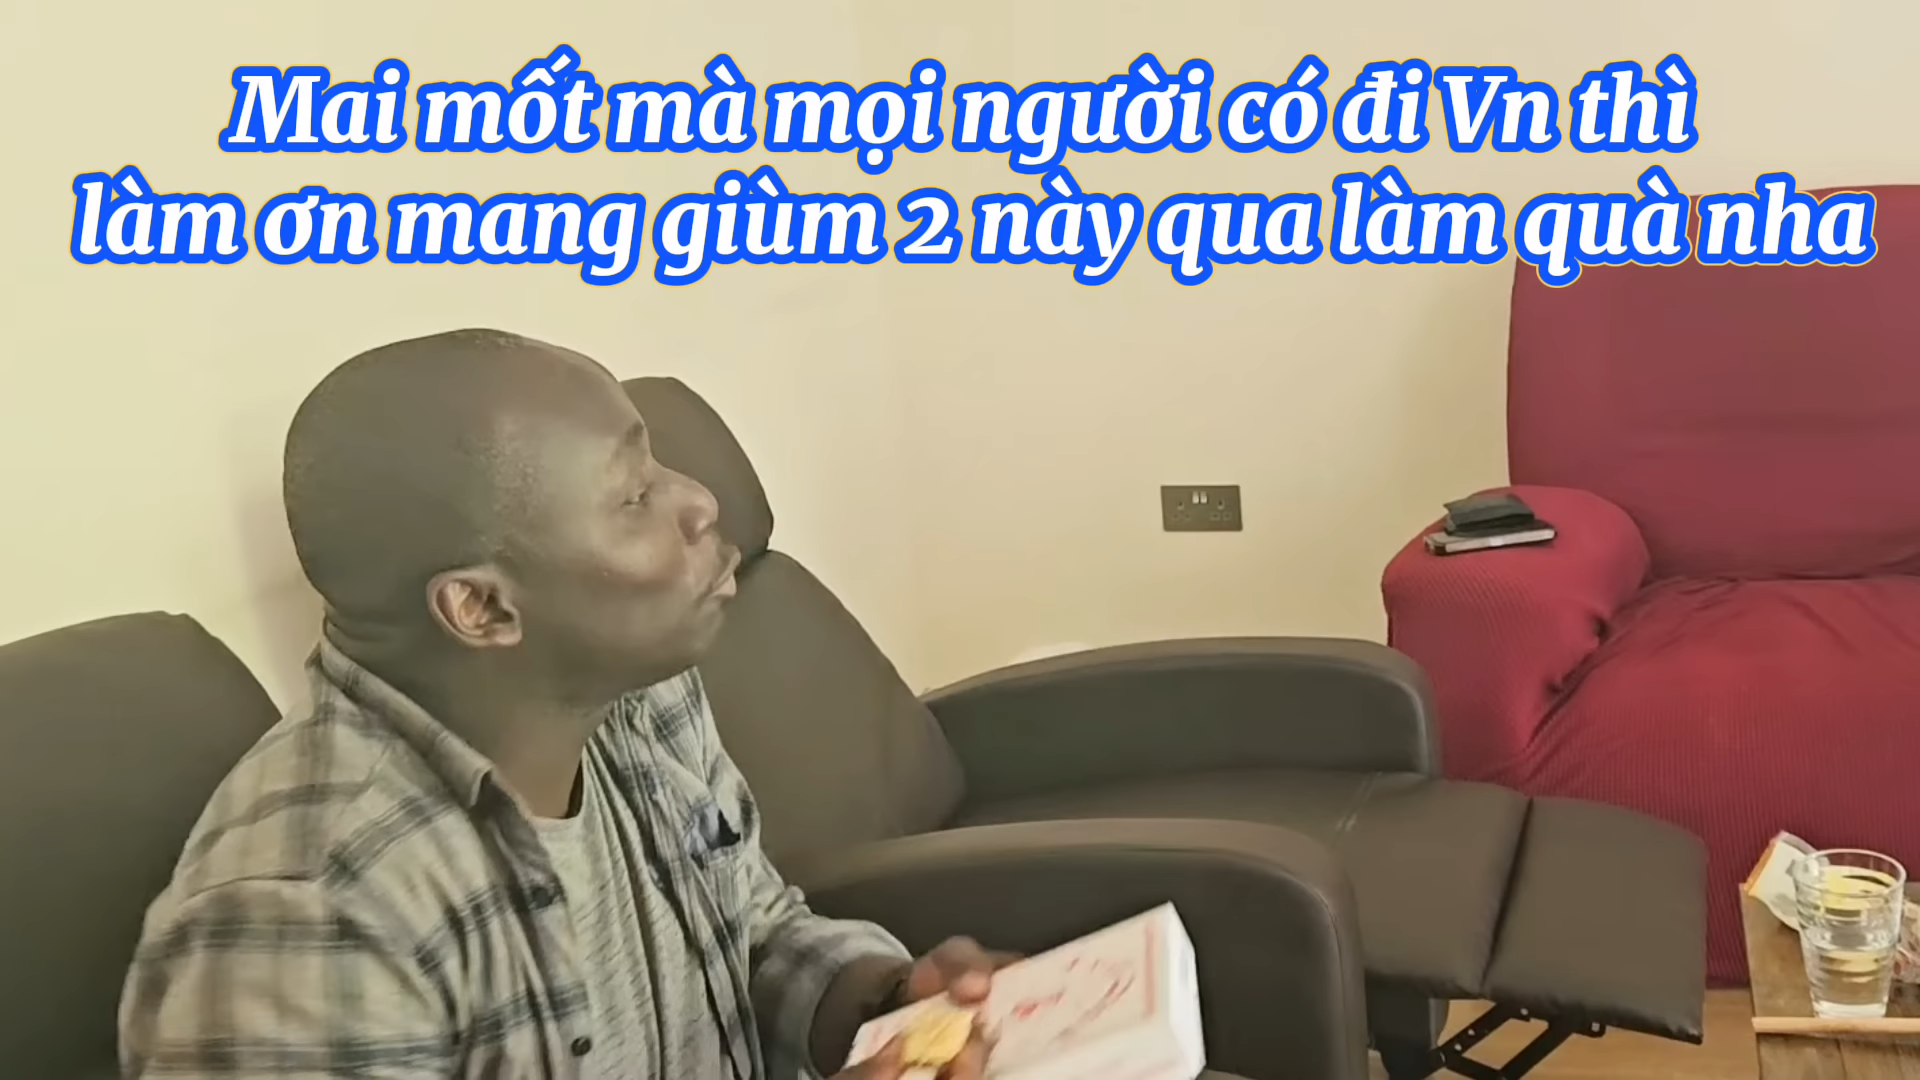 Mai mốt mà mọi người có đi Vn thì
làm ơn mang giùm 2 này qua làm quà nha